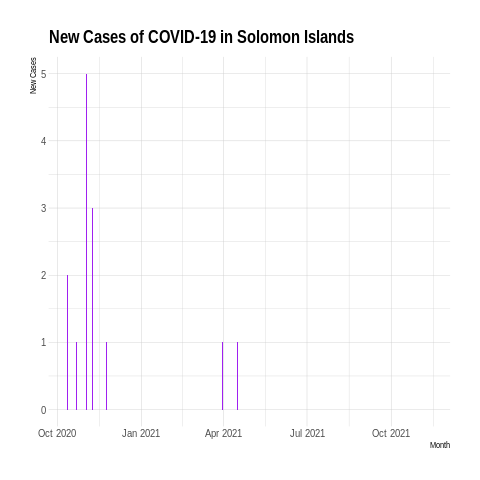 New Cases of COVID-19 in Solomon Islands
New Cases
5
4
3
2
1
0
Oct 2020 Jan 2021 Apr 2021 Jul 2021 Oct 2021
Month